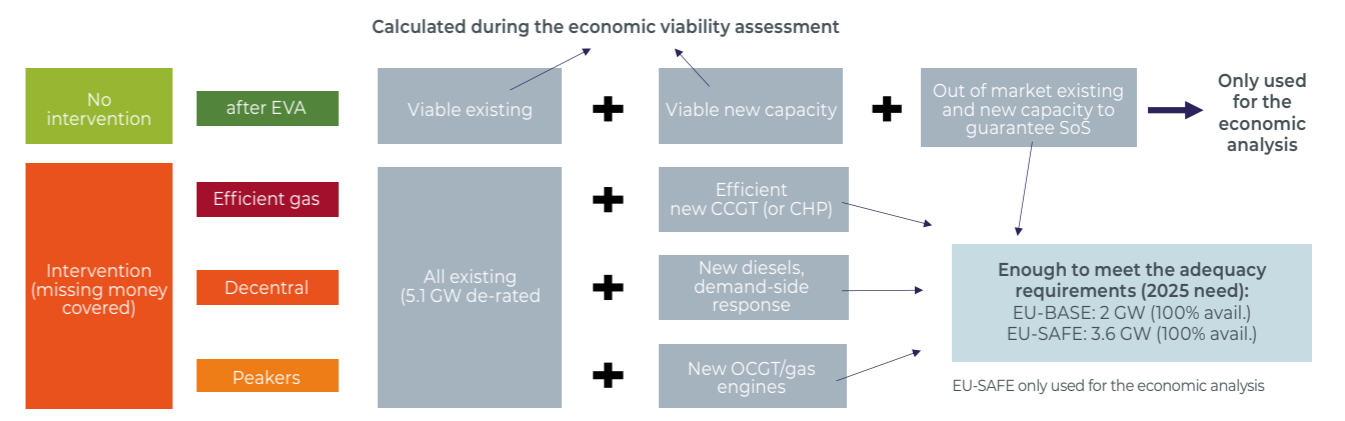 Calculated during the economic viability assessment
No
intervention
after EVA
Viable existing
Viable new capacity
Out of market existing
and new capacity to
guarantee SoS
Only used
for the
economic
analysis
Intervention
(missing money
covered)
Efficient gas
Decentral
Peakers
All existing
(5.1 GW de-rated
Efficient
new CCGT (or CHP)
New diesels,
demand-side
response
New OCGT/gas
engines
Enough to meet the adequacy
requirements (2025 need):
EU-BASE: 2 GW (100% avail.)
EU-SAFE: 3.6 GW (100% avail.)
EU-SAFE only used for the economic analysis